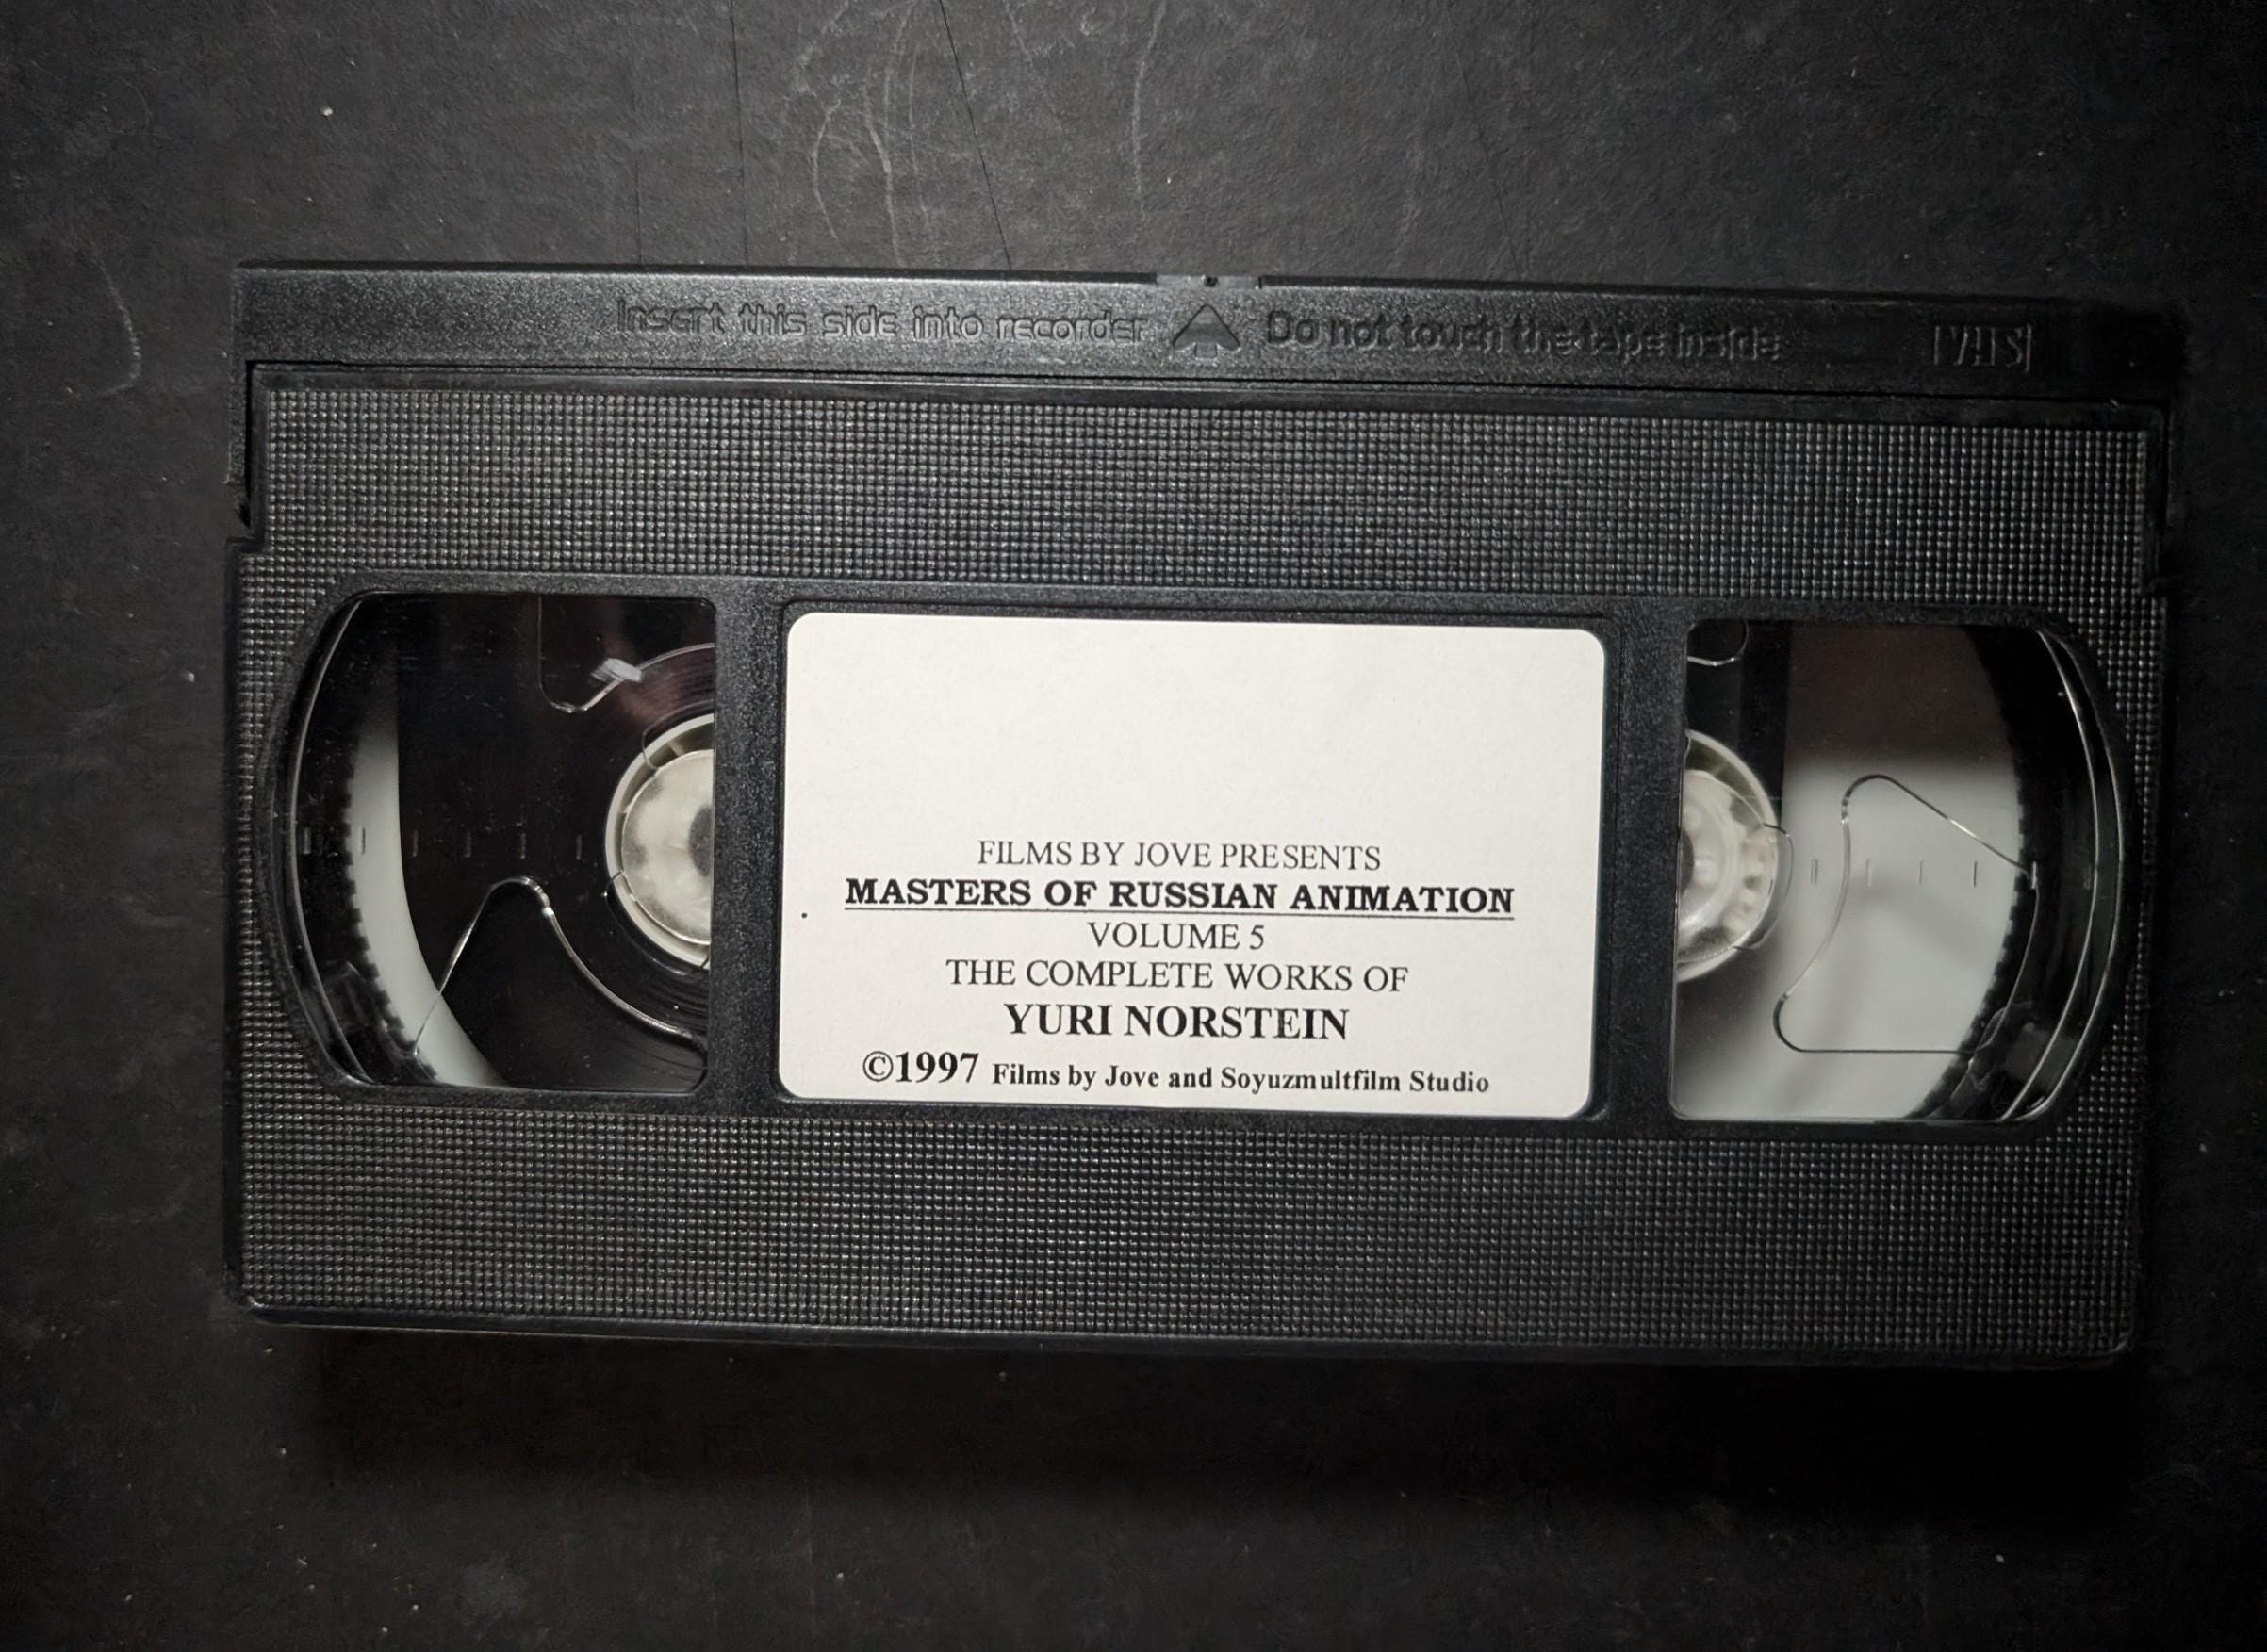 Insert this side into recorder Do not touch the tape inside VHS
FILMS BY JOVE PRESENTS
MASTERS OF RUSSIAN ANIMATION
VOLUME 5
THE COMPLETE WORKS OF
YURI NORSTEIN
©1997 Films by Jove and Soyuzmultfilm Studio